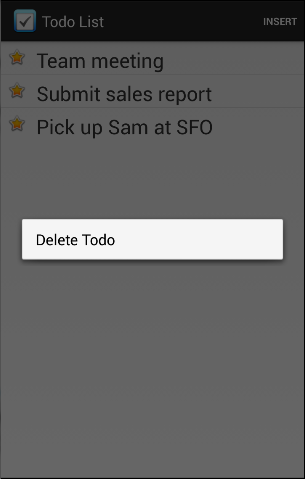 Todo List
INSERT
Team meeting
Submit sales report
Pick up Sam at SFO
Delete Todo